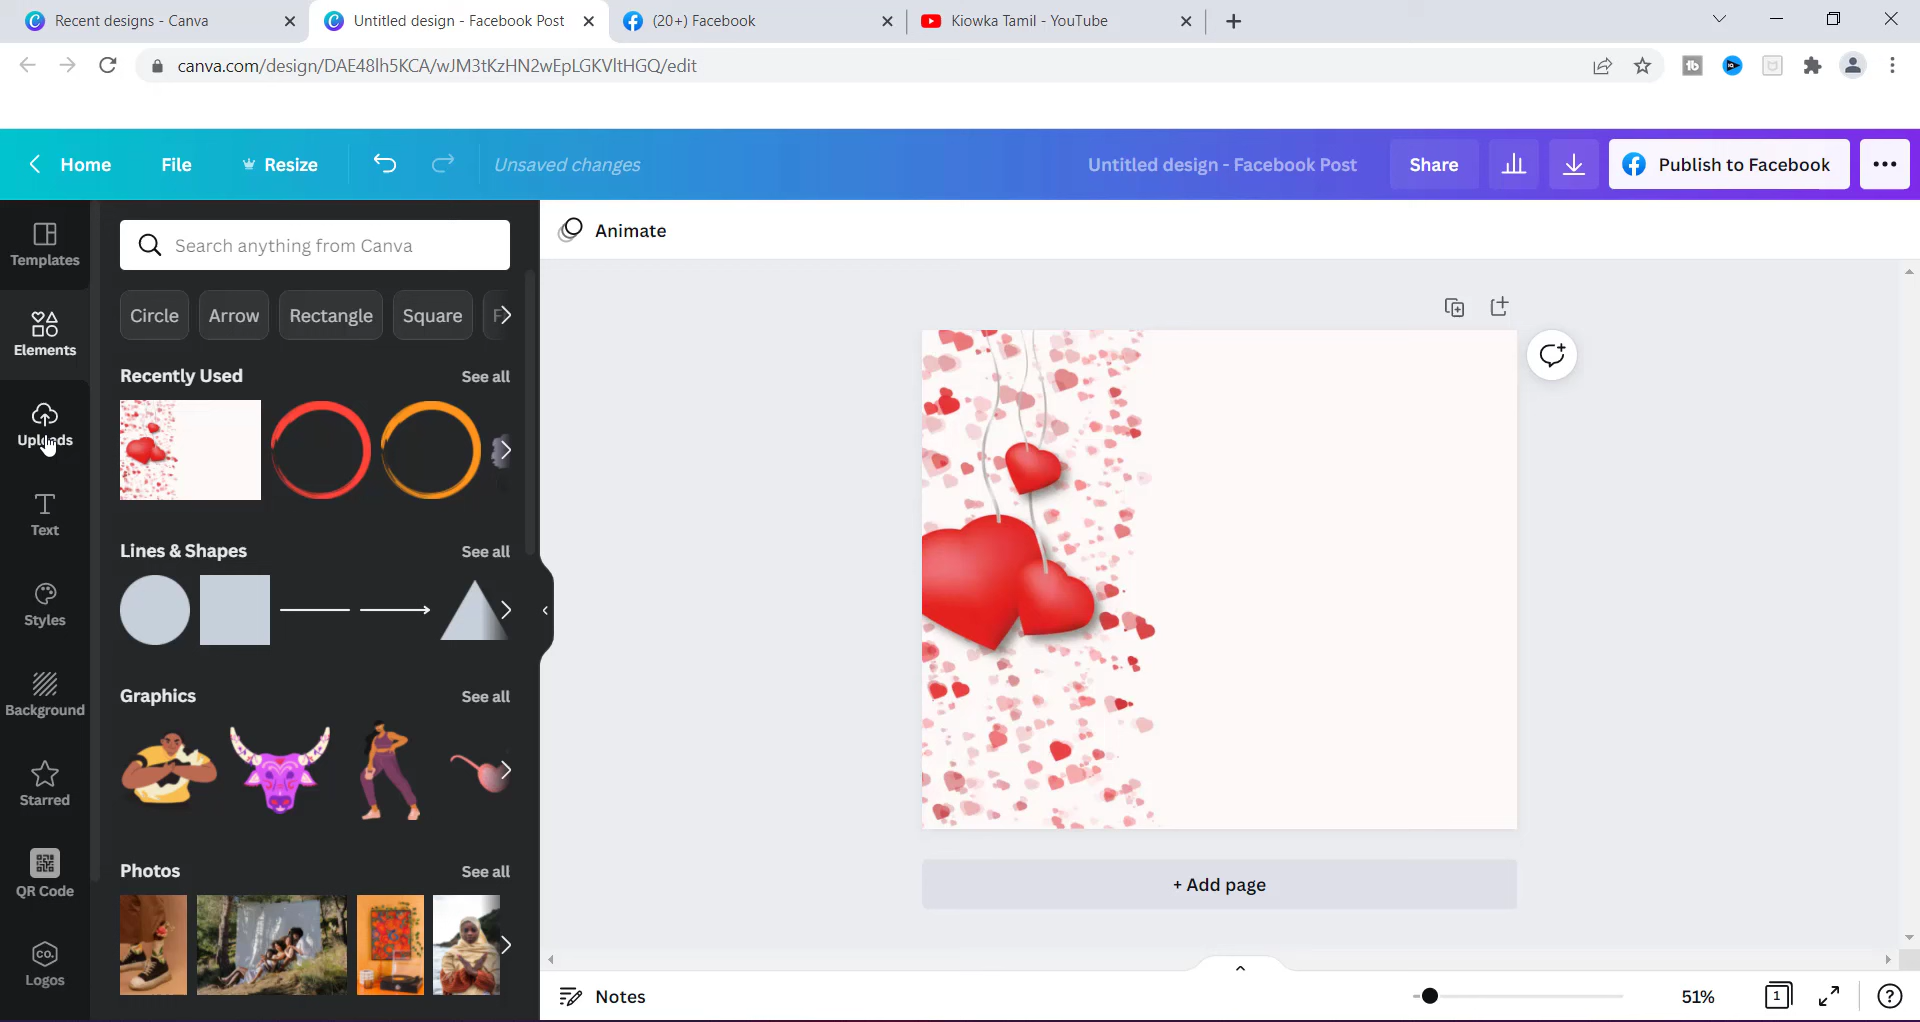 Recent designs - Canva
Untitled design - Facebook Post
(20+) Facebook
Kiowka Tamil - YouTube
canva.com/design/DAE48lh5KCA/wJM3tKzHN2wEpLGKVltHGQ/edit
Home File Resize Unsaved changes Untitled design - Facebook Post Share Publish to Facebook
Templates
Elements
Uploads
Text
Styles
Background
Starred
QR Code
CO.
Logos
Search anything from Canva
Circle Arrow Rectangle Square F
Recently Used See all
Lines & Shapes See all
Graphics See all
Photos See all
Animate
+ Add page
Notes 51% 1 ?